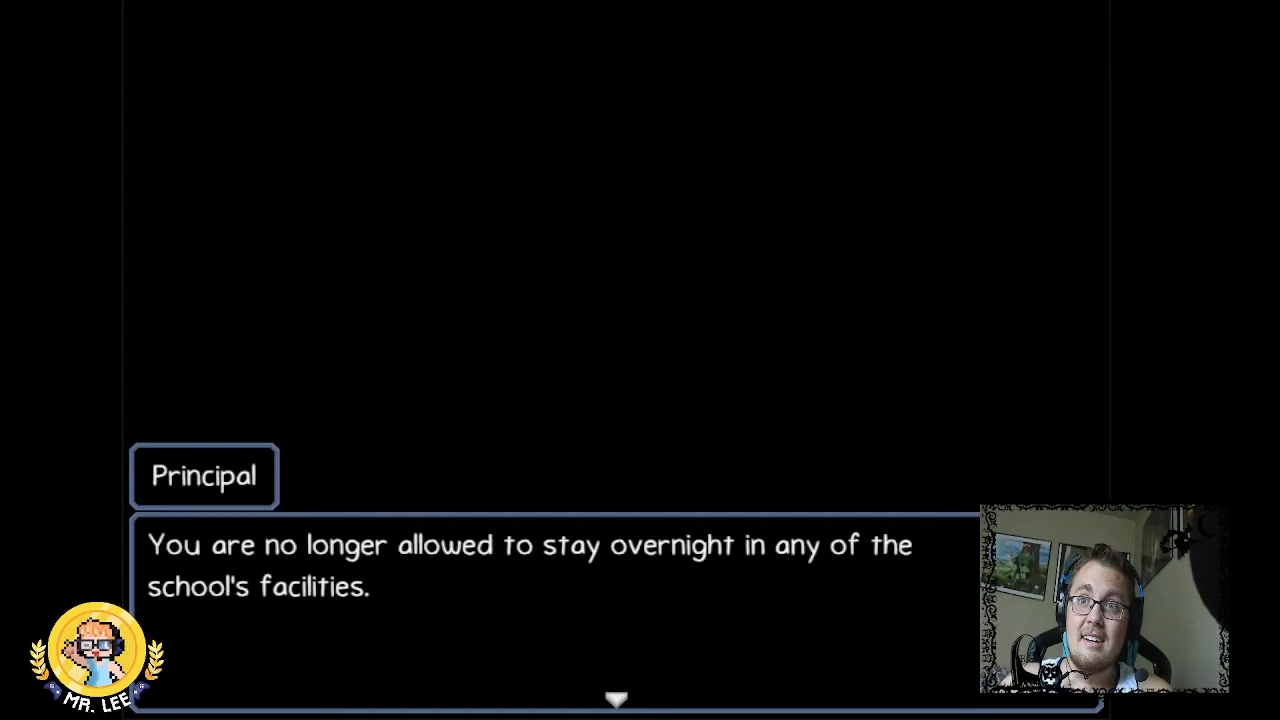 Principal
You are no longer allowed to stay overnight in any of the
school's facilities.
MR. LEE